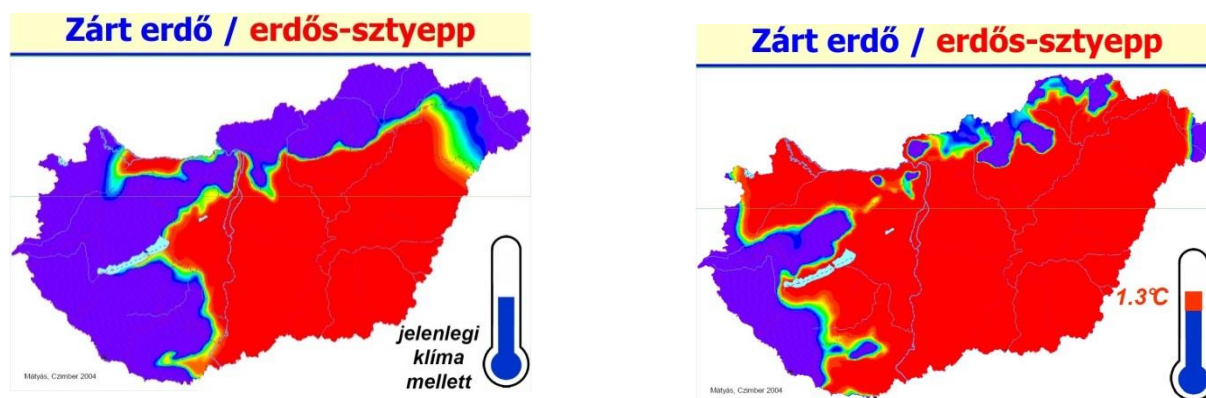 Zárt erdő / erdős-sztyepp
jelenlegi
klíma
mellett
Mátyás, Czimber 2004
Zárt erdő / erdős-sztyepp
1.3°C
Mátyás, Czimber 2004